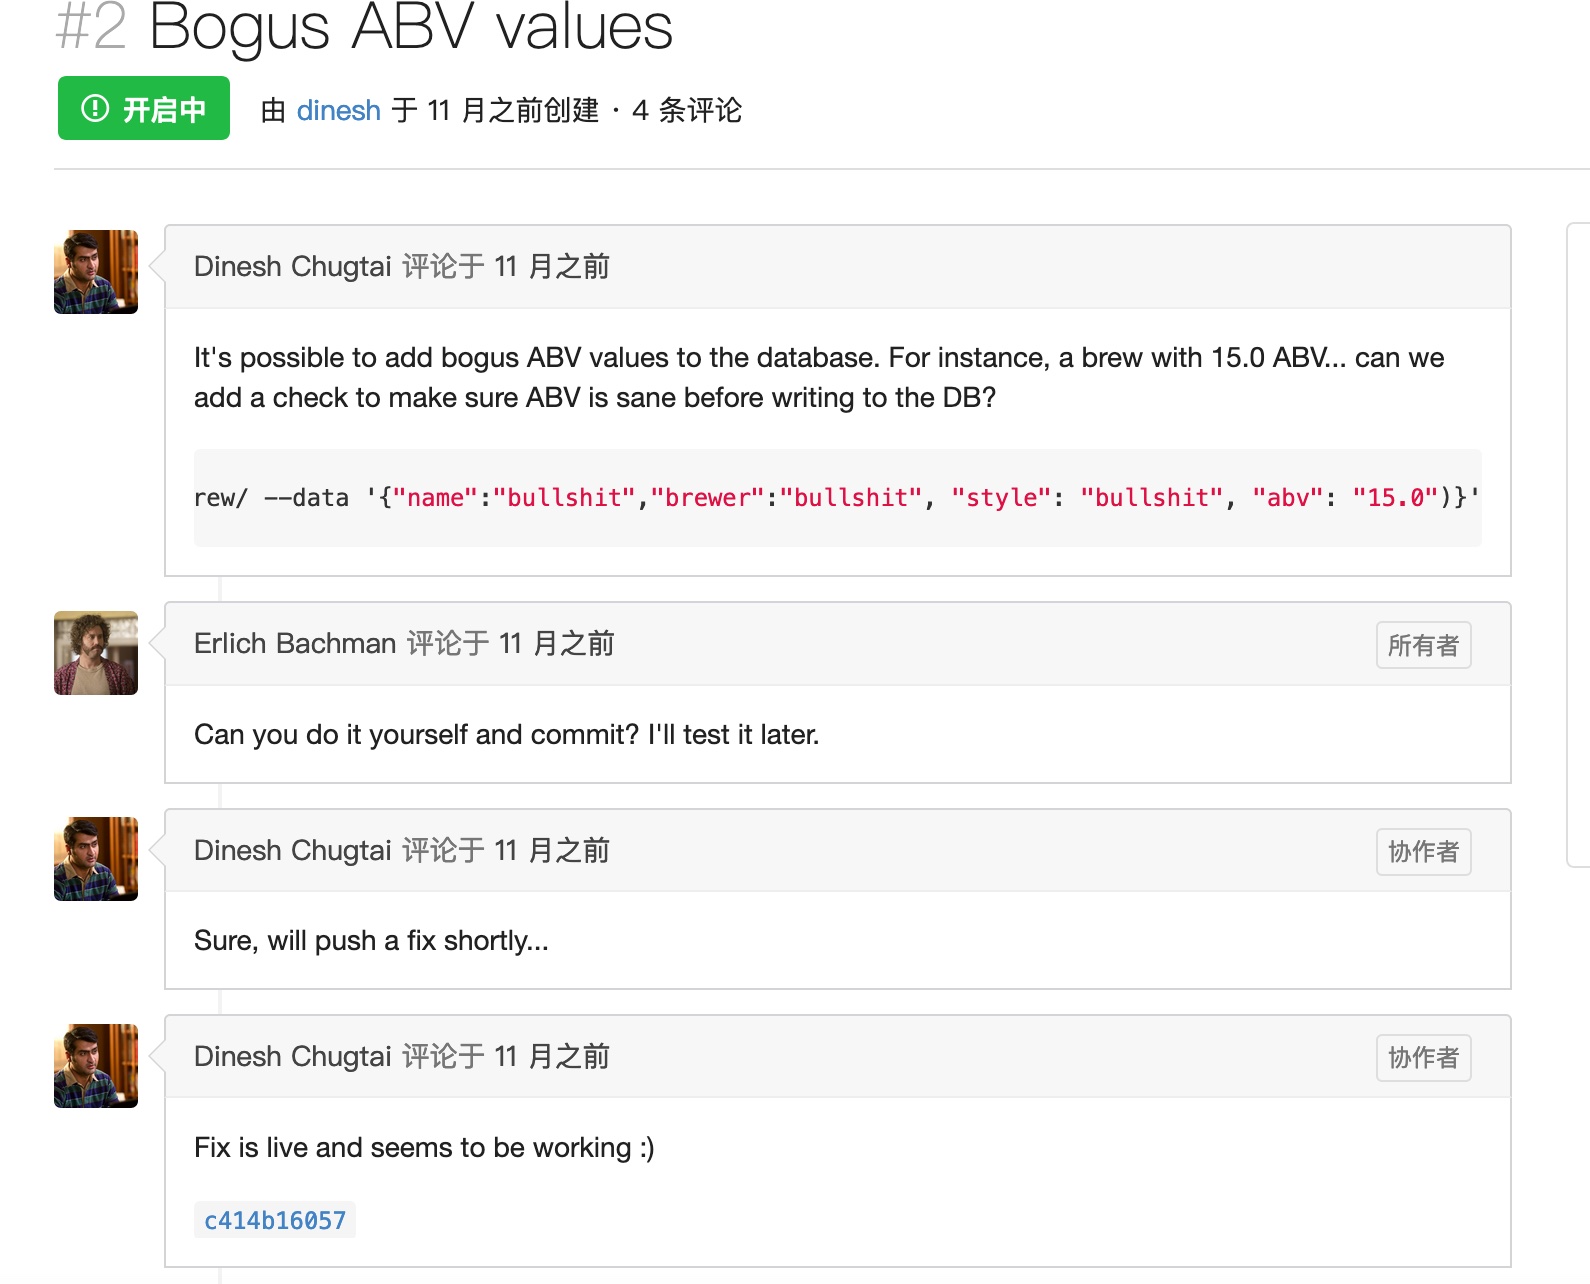 #2 Bogus ABV values
开启中 由 dinesh 于 11 月之前创建 · 4 条评论
Dinesh Chugtai 评论于 11 月之前
It's possible to add bogus ABV values to the database. For instance, a brew with 15.0 ABV... can we
add a check to make sure ABV is sane before writing to the DB?
rew/ --data '{"name":"bullshit","brewer":"bullshit", "style": "bullshit", "abv": "15.0")}'
Erlich Bachman 评论于 11 月之前 所有者
Can you do it yourself and commit? I'll test it later.
Dinesh Chugtai 评论于 11 月之前 协作者
Sure, will push a fix shortly...
Dinesh Chugtai 评论于 11 月之前 协作者
Fix is live and seems to be working :)
c414b16057